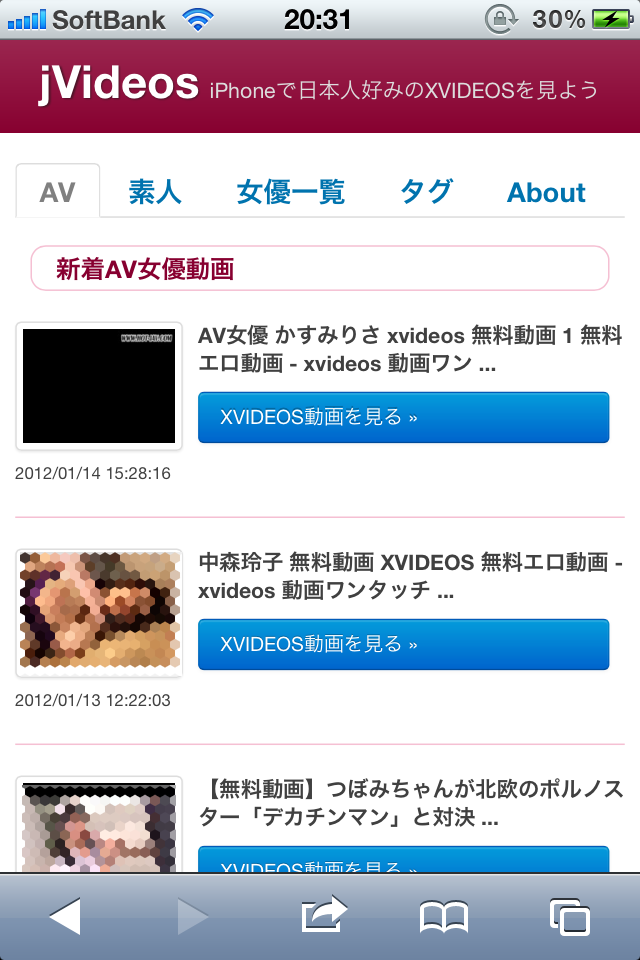 SoftBank 20:31 30%
jVideos iPhoneで日本人好みのXVIDEOSを見よう
AV 素人 女優一覧 タグ About
新着AV女優動画
AV女優 かすみりさ xvideos 無料動画 1 無料
エロ動画 - xvideos 動画ワン ...
XVIDEOS動画を見る »
2012/01/14 15:28:16
中森玲子 無料動画 XVIDEOS 無料エロ動画 -
xvideos 動画ワンタッチ ...
XVIDEOS動画を見る »
2012/01/13 12:22:03
【無料動画】つぼみちゃんが北欧のポルノス
ター「デカチンマン」と対決 ...
XVIDEOS動画を見る »